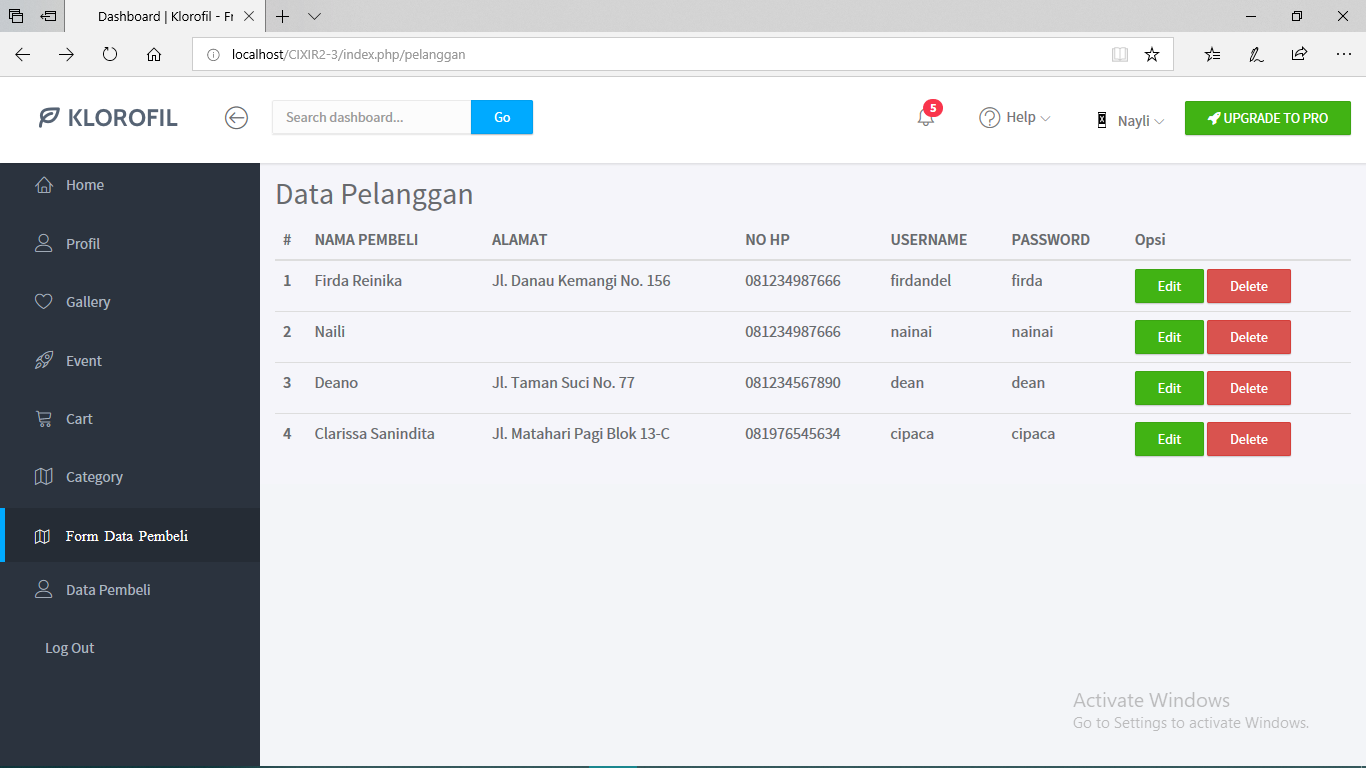 Dashboard | Klorofil - Fr
localhost/CIXIR2-3/index.php/pelanggan
KLOROFIL
Search dashboard...
Go
5
Help
Nayli
UPGRADE TO PRO
Home
Profil
Gallery
Event
Cart
Category
Form Data Pembeli
Data Pembeli
Log Out
Data Pelanggan
# NAMA PEMBELI ALAMAT NO HP USERNAME PASSWORD Opsi
1 Firda Reinika Jl. Danau Kemangi No. 156 081234987666 firdandel firda Edit Delete
2 Naili 081234987666 nainai nainai Edit Delete
3 Deano Jl. Taman Suci No. 77 081234567890 dean dean Edit Delete
4 Clarissa Sanindita Jl. Matahari Pagi Blok 13-C 081976545634 cipaca cipaca Edit Delete
Activate Windows
Go to Settings to activate Windows.